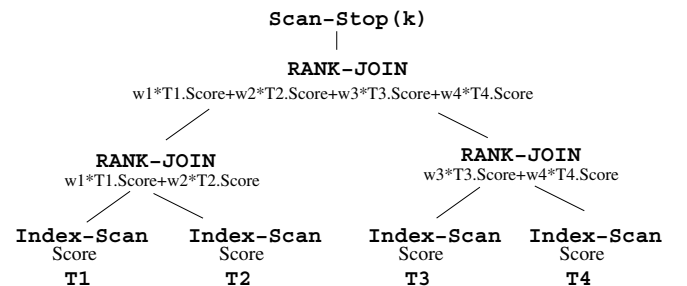 Scan-Stop(k)
RANK-JOIN
w1*T1.Score+w2*T2.Score+w3*T3.Score+w4*T4.Score
RANK-JOIN
w1*T1.Score+w2*T2.Score
RANK-JOIN
w3*T3.Score+w4*T4.Score
Index-Scan
Score
T1
Index-Scan
Score
T2
Index-Scan
Score
T3
Index-Scan
Score
T4